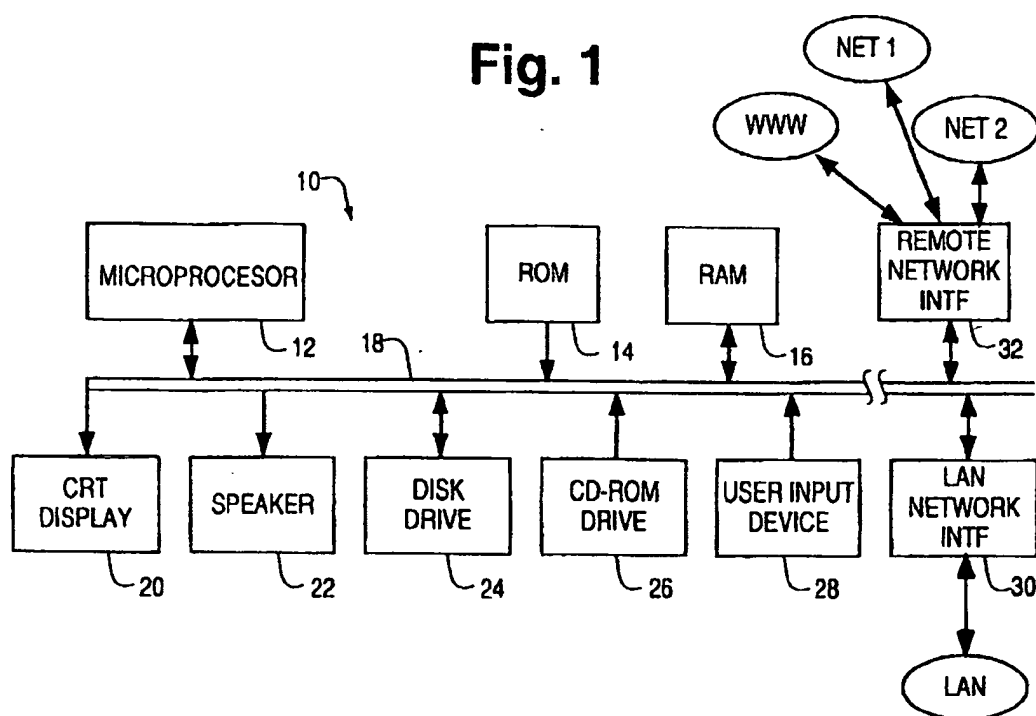 Fig. 1
NET 1
WWW
NET 2
10
MICROPROCESOR
ROM
RAM
REMOTE
NETWORK
INTF
12
18
14
16
32
CRT
DISPLAY
SPEAKER
DISK
DRIVE
CD-ROM
DRIVE
USER INPUT
DEVICE
LAN
NETWORK
INTF
20
22
24
26
28
30
LAN